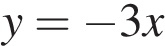 y = −3x